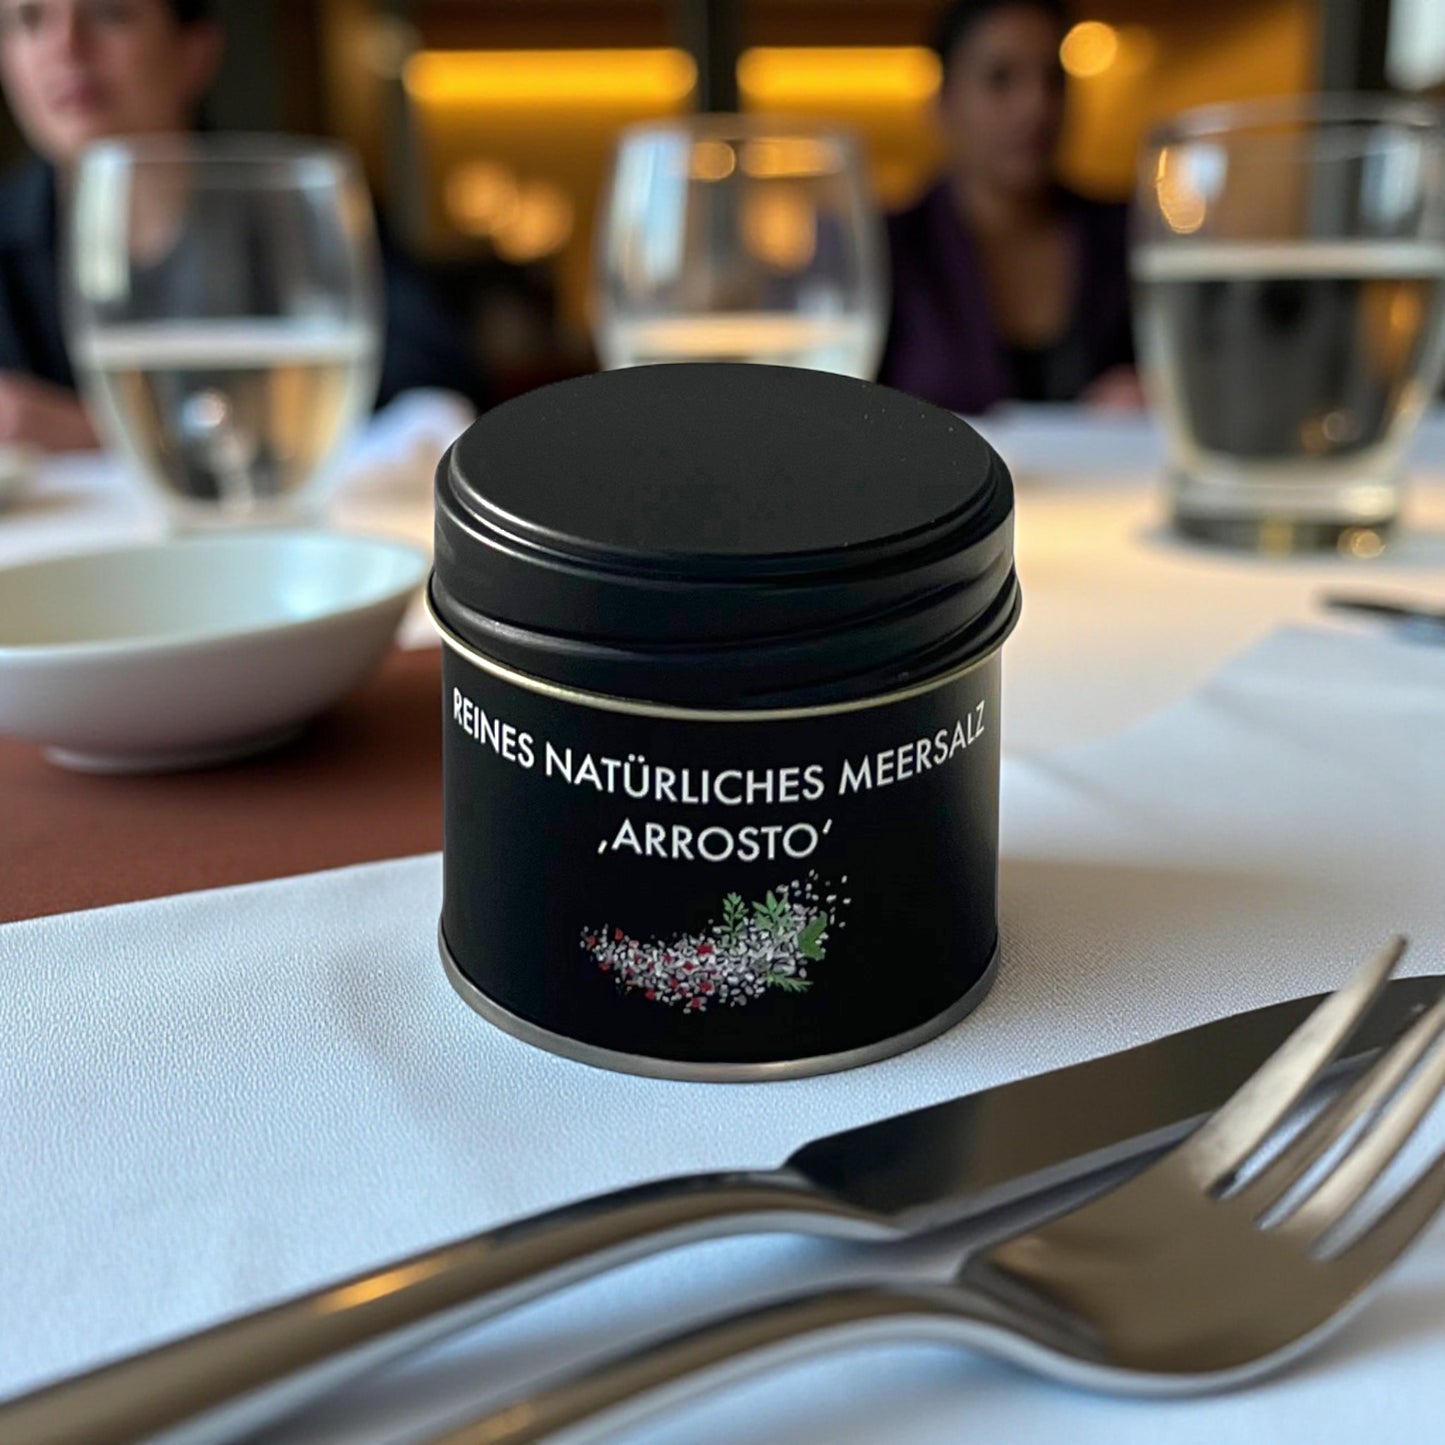 REINES NATÜRLICHES MEERSALZ
‚ARROSTO‘